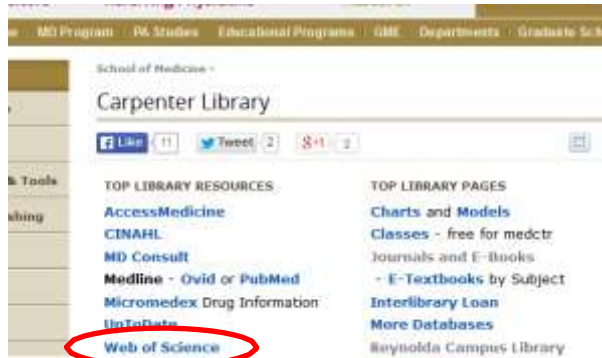 MD Program PA Studies Educational Programs GME Departments Graduate
School of Medicine
Carpenter Library
Like 11 Tweet 2 g+1 2
& Tools
TOP LIBRARY RESOURCES
AccessMedicine
CINAHL
MD Consult
Medline - Ovid or PubMed
Micromedex Drug Information
UpToDate
Web of Science
TOP LIBRARY PAGES
Charts and Models
Classes - free for medctr
Journals and E-Books
- E-Textbooks by Subject
Interlibrary Loan
More Databases
Reynolda Campus Library